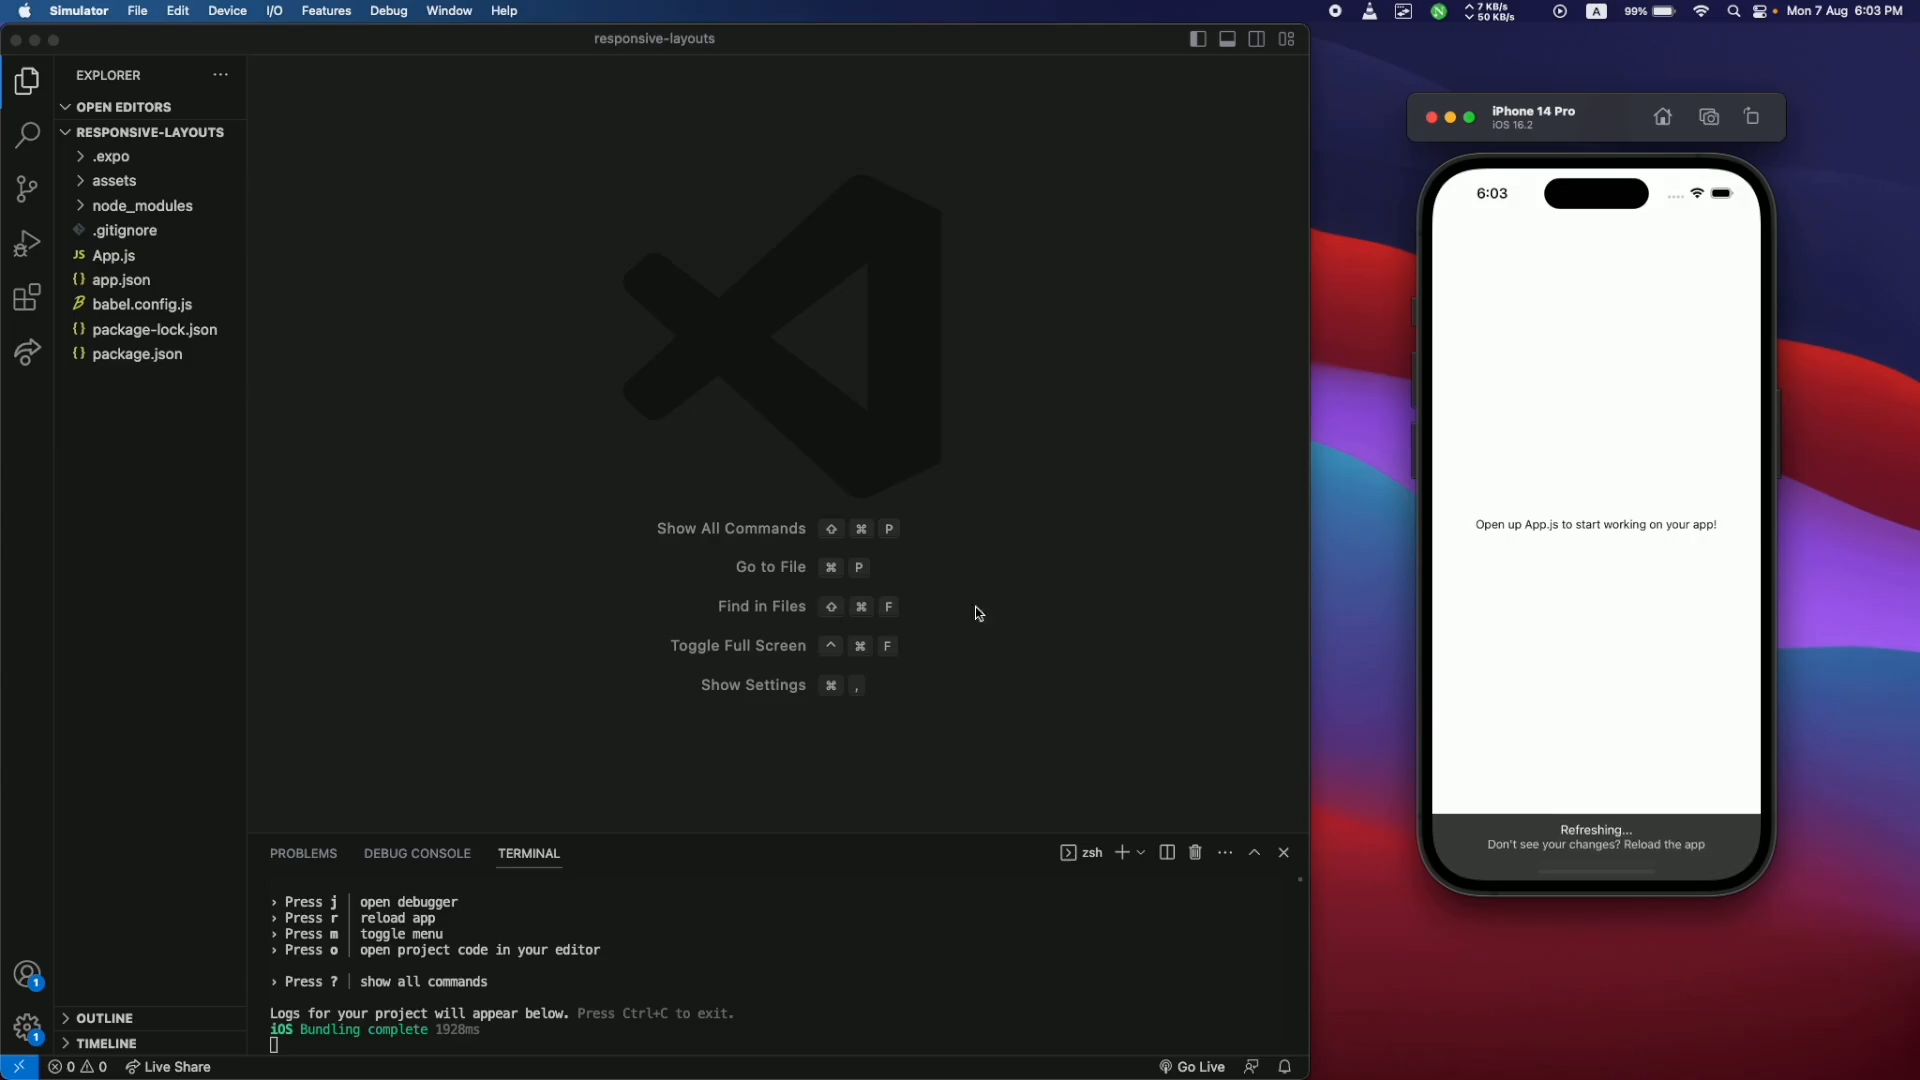 Simulator File Edit Device I/O Features Debug Window Help
7 KB/s
50 KB/s
A
99%
Mon 7 Aug 6:03 PM
responsive-layouts
EXPLORER
OPEN EDITORS
RESPONSIVE-LAYOUTS
.expo
assets
node_modules
.gitignore
JS App.js
{} app.json
babel.config.js
{} package-lock.json
{} package.json
OUTLINE
TIMELINE
Show All Commands ⇧ ⌘ P
Go to File ⌘ P
Find in Files ⇧ ⌘ F
Toggle Full Screen ^ ⌘ F
Show Settings ⌘ ,
PROBLEMS DEBUG CONSOLE TERMINAL
zsh
› Press j │ open debugger
› Press r │ reload app
› Press m │ toggle menu
› Press o │ open project code in your editor
› Press ? │ show all commands
Logs for your project will appear below. Press Ctrl+C to exit.
iOS Bundling complete 1928ms
1
1
0 0 Live Share
Go Live
iPhone 14 Pro
iOS 16.2
6:03
Open up App.js to start working on your app!
Refreshing...
Don't see your changes? Reload the app